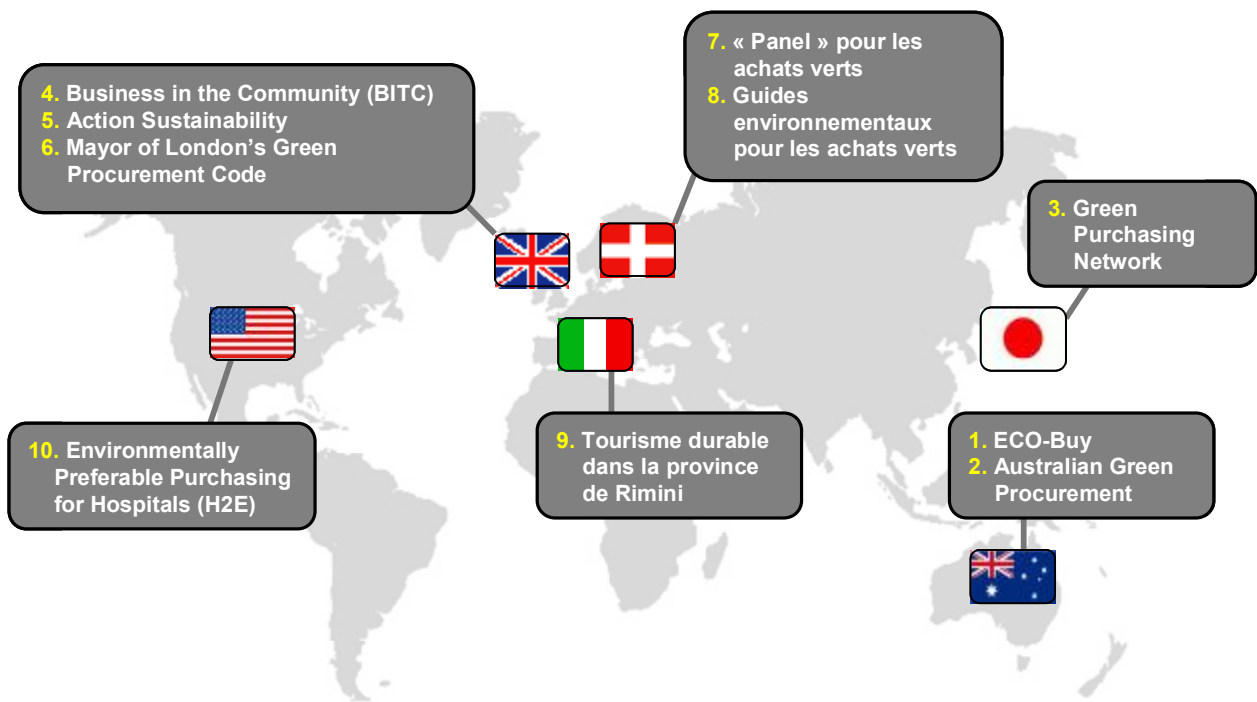 4. Business in the Community (BITC)
5. Action Sustainability
6. Mayor of London's Green
Procurement Code
7. « Panel » pour les
achats verts
8. Guides
environnementaux
pour les achats verts
3. Green
Purchasing
Network
10. Environmentally
Preferable Purchasing
for Hospitals (H2E)
9. Tourisme durable
dans la province
de Rimini
1. ECO-Buy
2. Australian Green
Procurement